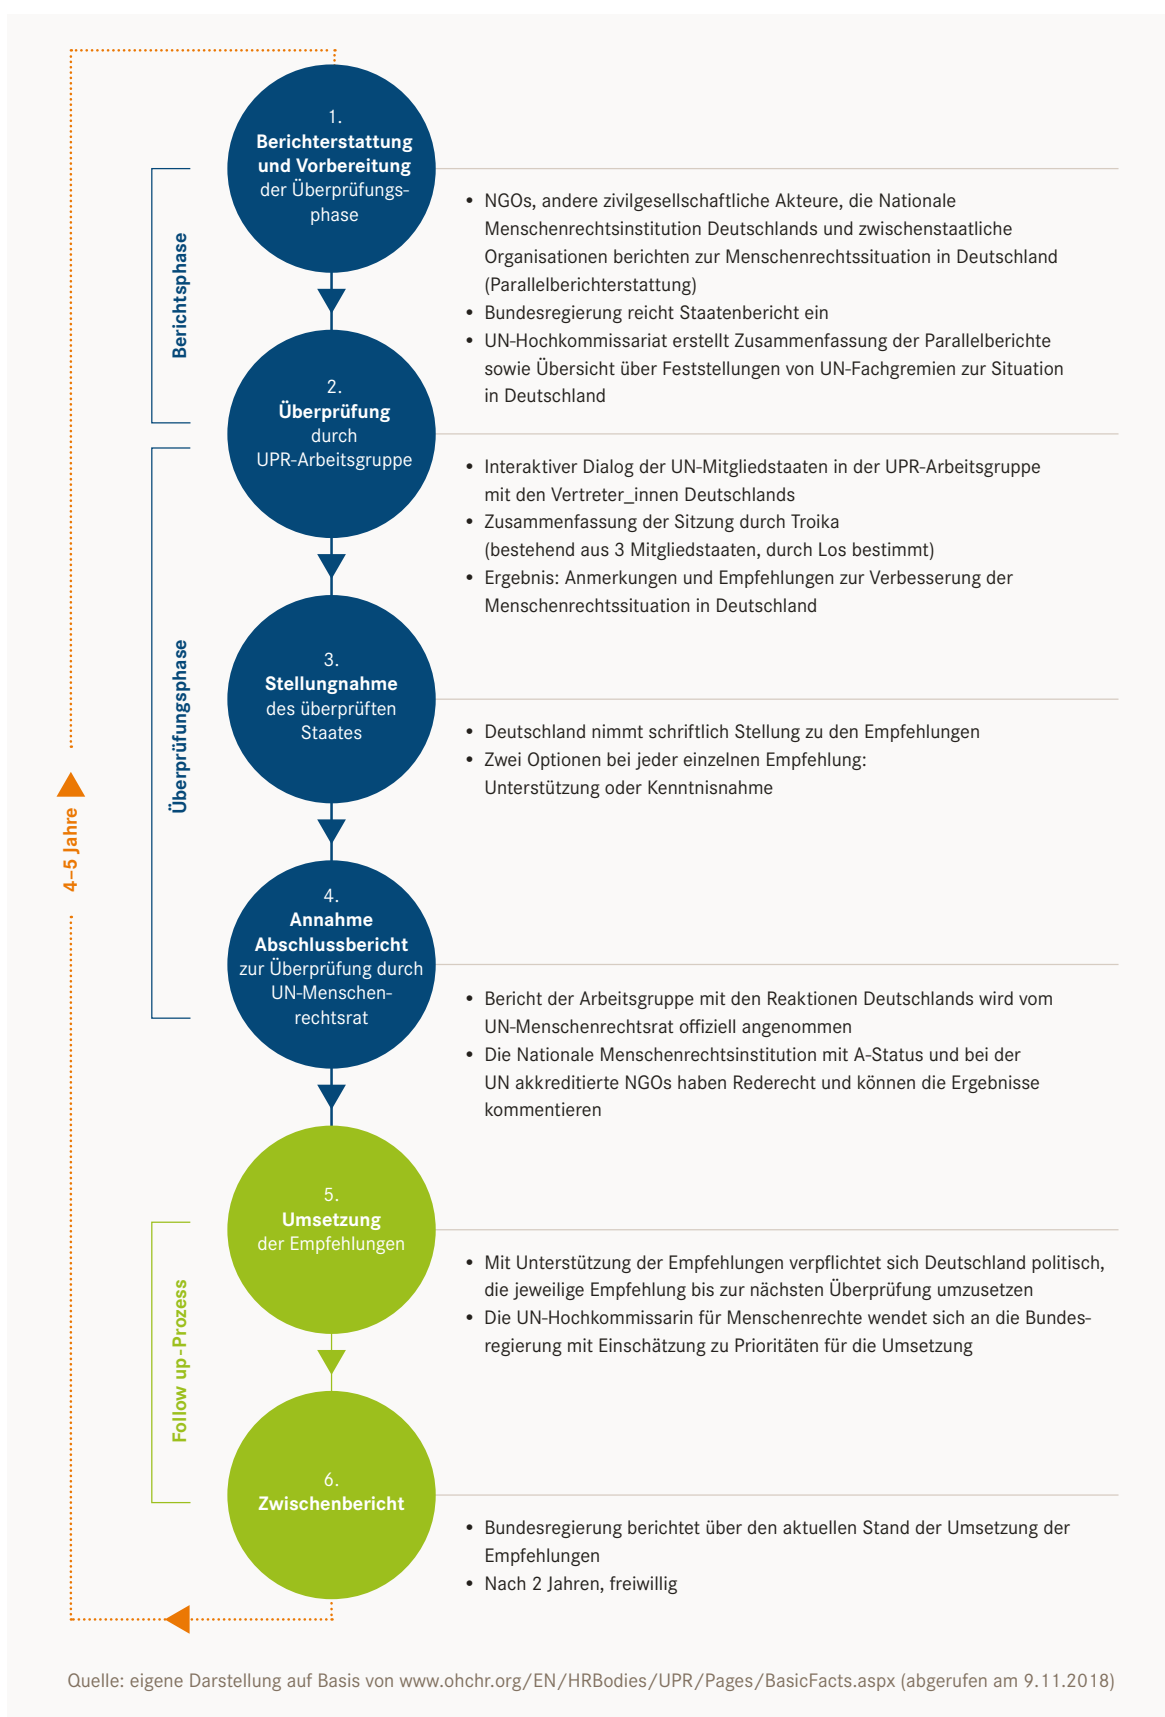 1.
Berichterstattung
und Vorbereitung
der Überprüfungs-
phase
Berichtsphase
• NGOs, andere zivilgesellschaftliche Akteure, die Nationale
Menschenrechtsinstitution Deutschlands und zwischenstaatliche
Organisationen berichten zur Menschenrechtssituation in Deutschland
(Parallelberichterstattung)
• Bundesregierung reicht Staatenbericht ein
• UN-Hochkommissariat erstellt Zusammenfassung der Parallelberichte
sowie Übersicht über Feststellungen von UN-Fachgremien zur Situation
in Deutschland
2.
Überprüfung
durch
UPR-Arbeitsgruppe
• Interaktiver Dialog der UN-Mitgliedstaaten in der UPR-Arbeitsgruppe
mit den Vertreter_innen Deutschlands
• Zusammenfassung der Sitzung durch Troika
(bestehend aus 3 Mitgliedstaaten, durch Los bestimmt)
• Ergebnis: Anmerkungen und Empfehlungen zur Verbesserung der
Menschenrechtssituation in Deutschland
Überprüfungsphase
3.
Stellungnahme
des überprüften
Staates
• Deutschland nimmt schriftlich Stellung zu den Empfehlungen
• Zwei Optionen bei jeder einzelnen Empfehlung:
Unterstützung oder Kenntnisnahme
4–5 Jahre
4.
Annahme
Abschlussbericht
zur Überprüfung durch
UN-Menschen-
rechtsrat
• Bericht der Arbeitsgruppe mit den Reaktionen Deutschlands wird vom
UN-Menschenrechtsrat offiziell angenommen
• Die Nationale Menschenrechtsinstitution mit A-Status und bei der
UN akkreditierte NGOs haben Rederecht und können die Ergebnisse
kommentieren
5.
Umsetzung
der Empfehlungen
Follow up-Prozess
• Mit Unterstützung der Empfehlungen verpflichtet sich Deutschland politisch,
die jeweilige Empfehlung bis zur nächsten Überprüfung umzusetzen
• Die UN-Hochkommissarin für Menschenrechte wendet sich an die Bundes-
regierung mit Einschätzung zu Prioritäten für die Umsetzung
6.
Zwischenbericht
• Bundesregierung berichtet über den aktuellen Stand der Umsetzung der
Empfehlungen
• Nach 2 Jahren, freiwillig
Quelle: eigene Darstellung auf Basis von www.ohchr.org/EN/HRBodies/UPR/Pages/BasicFacts.aspx (abgerufen am 9.11.2018)